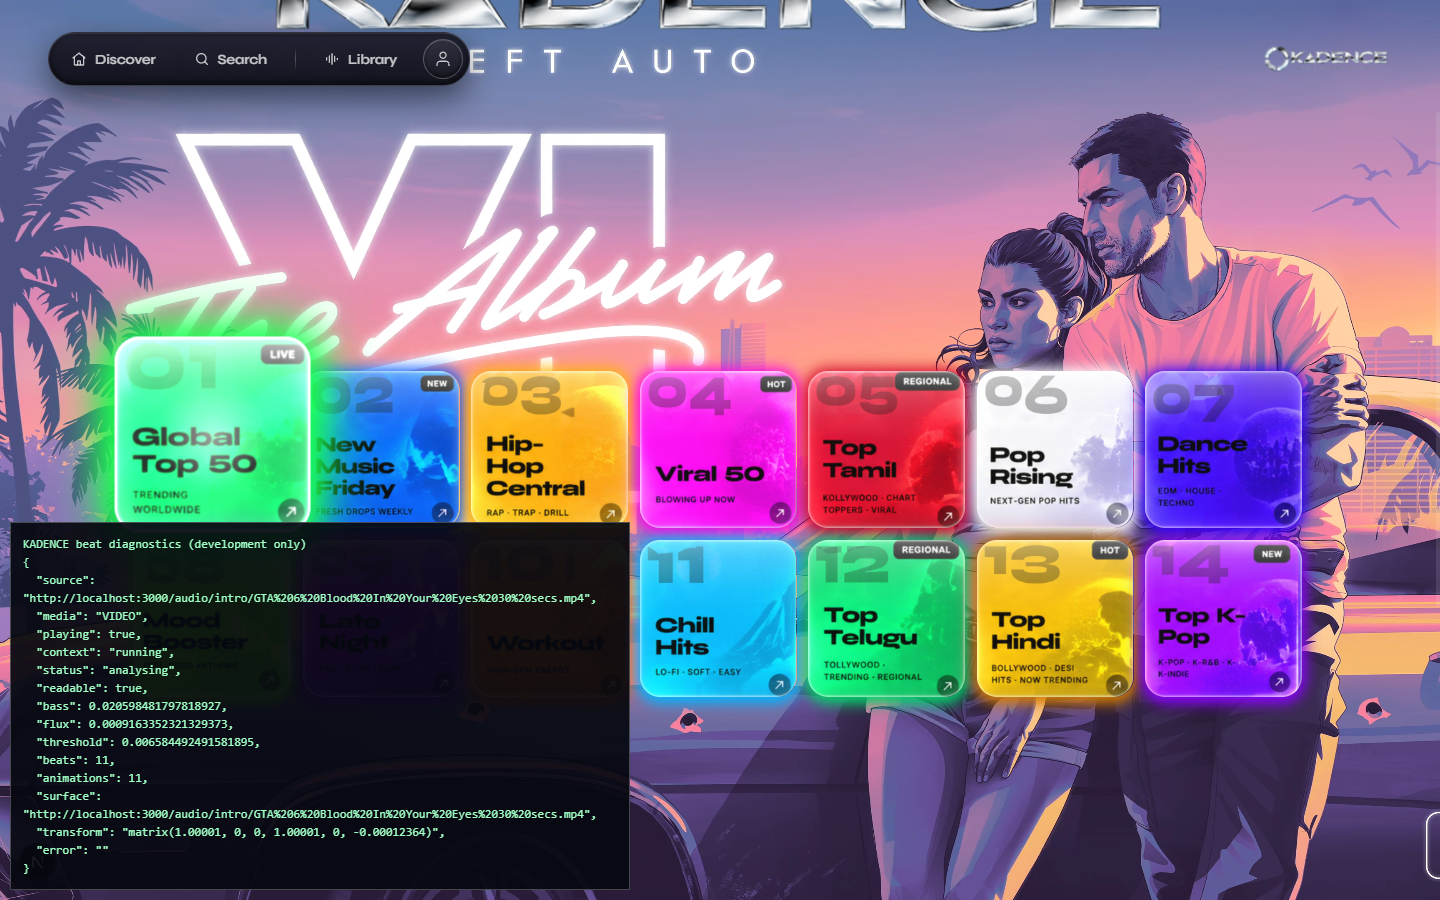 KADENCE
EFT AUTO
Discover
Search
Library
KADENCE
VI
The Album
01
LIVE
Global
Top 50
TRENDING
WORLDWIDE
02
NEW
New
Music
Friday
FRESH DROPS WEEKLY
03
Hip-
Hop
Central
RAP · TRAP · DRILL
04
HOT
Viral 50
BLOWING UP NOW
05
REGIONAL
Top
Tamil
KOLLYWOOD · CHART
TOPPERS · VIRAL
06
Pop
Rising
NEXT-GEN POP HITS
07
Dance
Hits
EDM · HOUSE ·
TECHNO
08
Mood
Booster
Late
Night
10
Workout
11
Chill
Hits
LO-FI · SOFT · EASY
12
REGIONAL
Top
Telugu
TOLLYWOOD ·
TRENDING · REGIONAL
13
HOT
Top
Hindi
BOLLYWOOD · DESI
HITS · NOW TRENDING
14
NEW
Top K-
Pop
K-POP · K-R&B · K-
K-INDIE
KADENCE beat diagnostics (development only)
{
"source":
"http://localhost:3000/audio/intro/GTA%206%20Blood%20In%20Your%20Eyes%2030%20secs.mp4",
"media": "VIDEO",
"playing": true,
"context": "running",
"status": "analysing",
"readable": true,
"bass": 0.020598481797818927,
"flux": 0.0009163352321329373,
"threshold": 0.006584492491581895,
"beats": 11,
"animations": 11,
"surface":
"http://localhost:3000/audio/intro/GTA%206%20Blood%20In%20Your%20Eyes%2030%20secs.mp4",
"transform": "matrix(1.00001, 0, 0, 1.00001, 0, -0.00012364)",
"error": ""
}